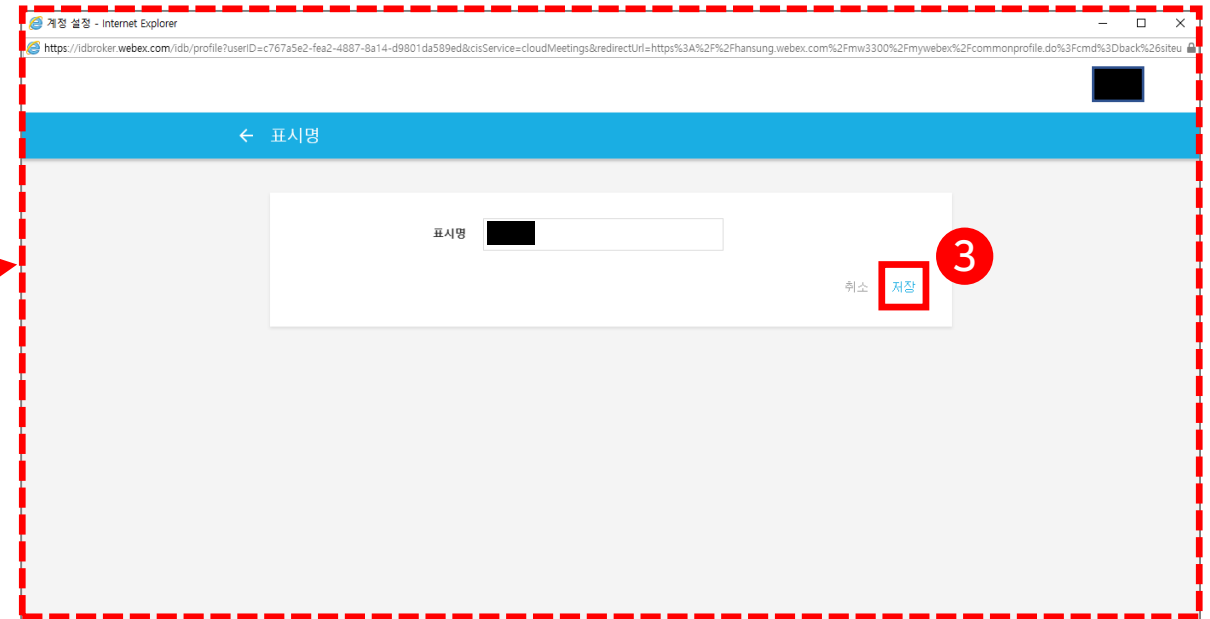 계정 설정 - Internet Explorer
https://idbroker.webex.com/idb/profile?userID=c767a5e2-fea2-4887-8a14-d9801da589ed&cisService=cloudMeetings&redirectUrl=https%3A%2F%2Fhansung.webex.com%2Fmw3300%2Fmywebex%2Fcommonprofile.do%3Fcmd%3Dback%26siteu
← 표시명
표시명
3
취소 저장